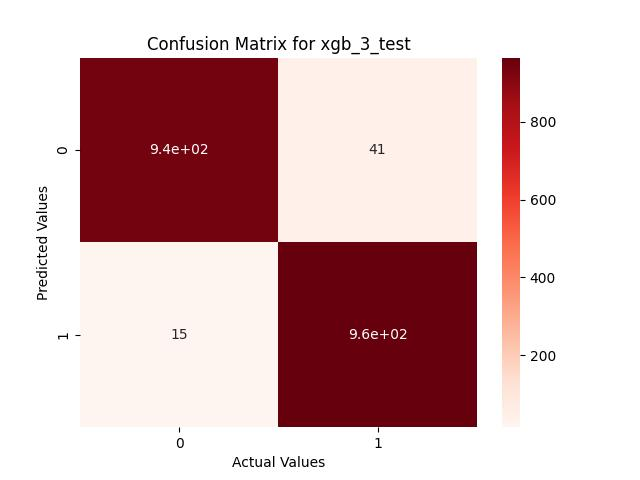 Confusion Matrix for xgb_3_test
Predicted Values
0
9.4e+02
41
1
15
9.6e+02
0
1
Actual Values
800
600
400
200